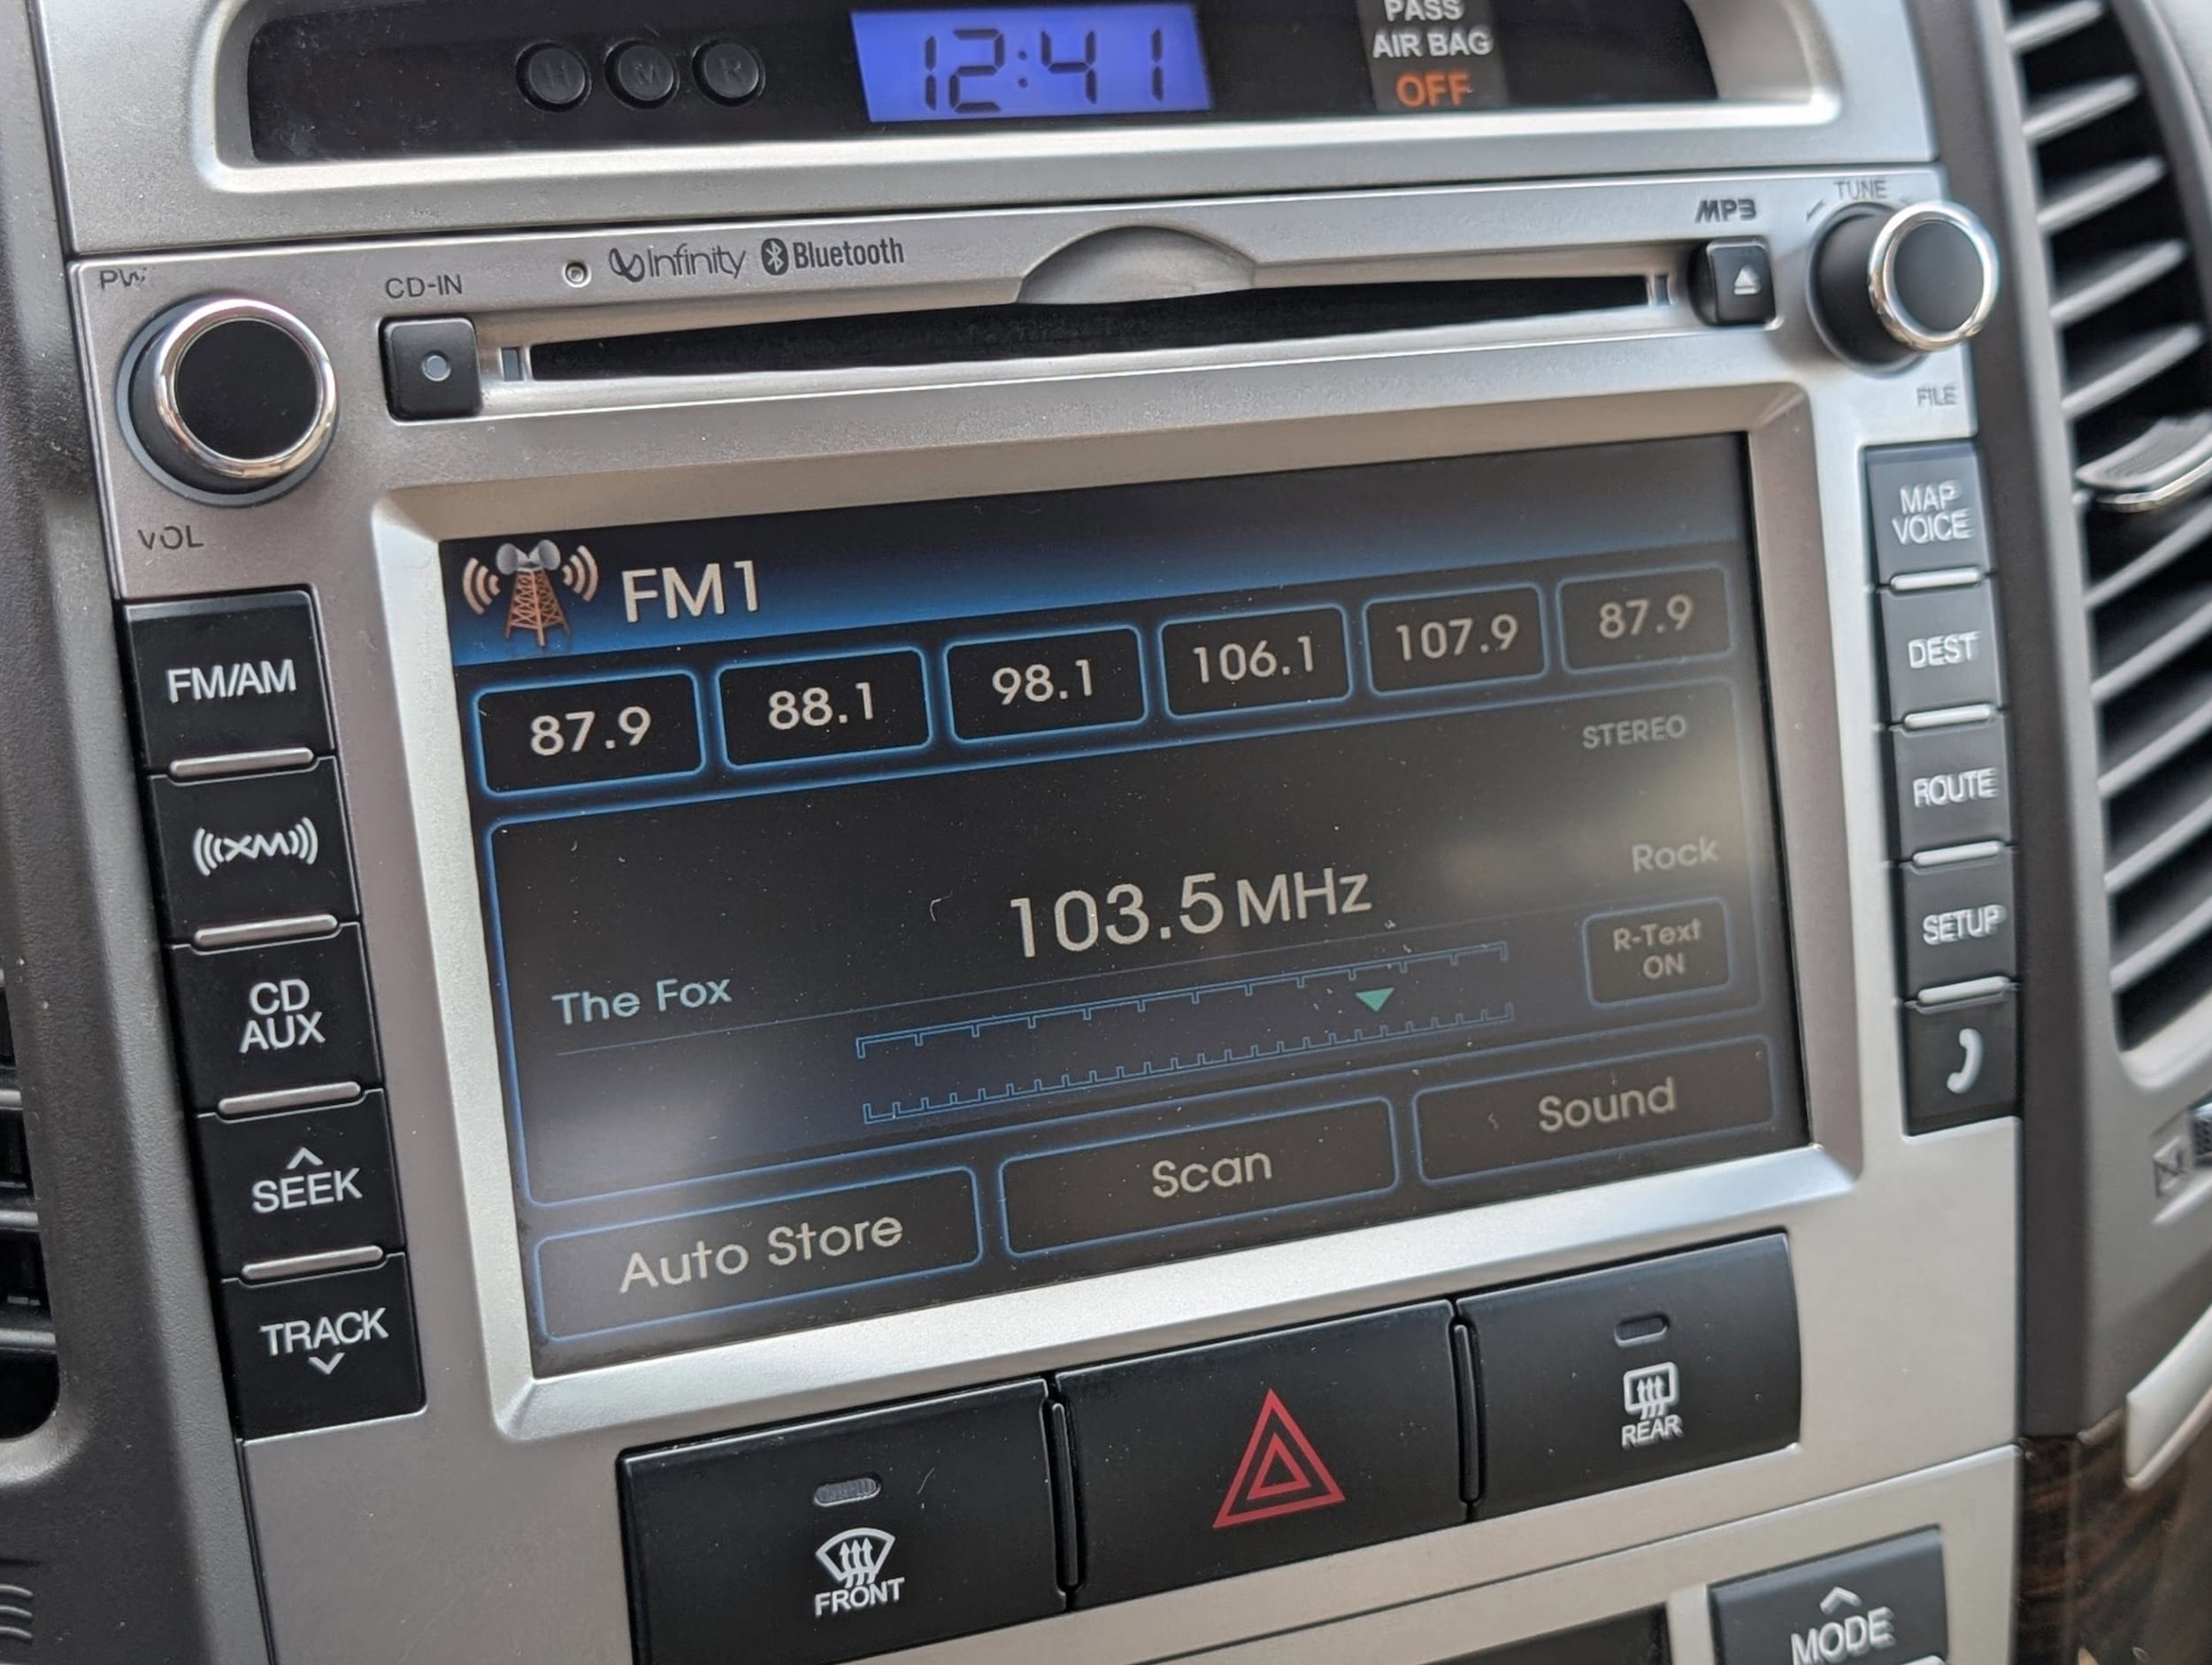 H M R
12:41
PASS
AIR BAG
OFF
PW
CD-IN
Infinity Bluetooth
MP3
TUNE
VOL
FILE
FM1
87.9 88.1 98.1 106.1 107.9 87.9
STEREO
103.5 MHz
Rock
The Fox
R-Text
ON
Auto Store
Scan
Sound
FM/AM
XM
CD
AUX
SEEK
TRACK
MAP
VOICE
DEST
ROUTE
SETUP
FRONT
REAR
MODE